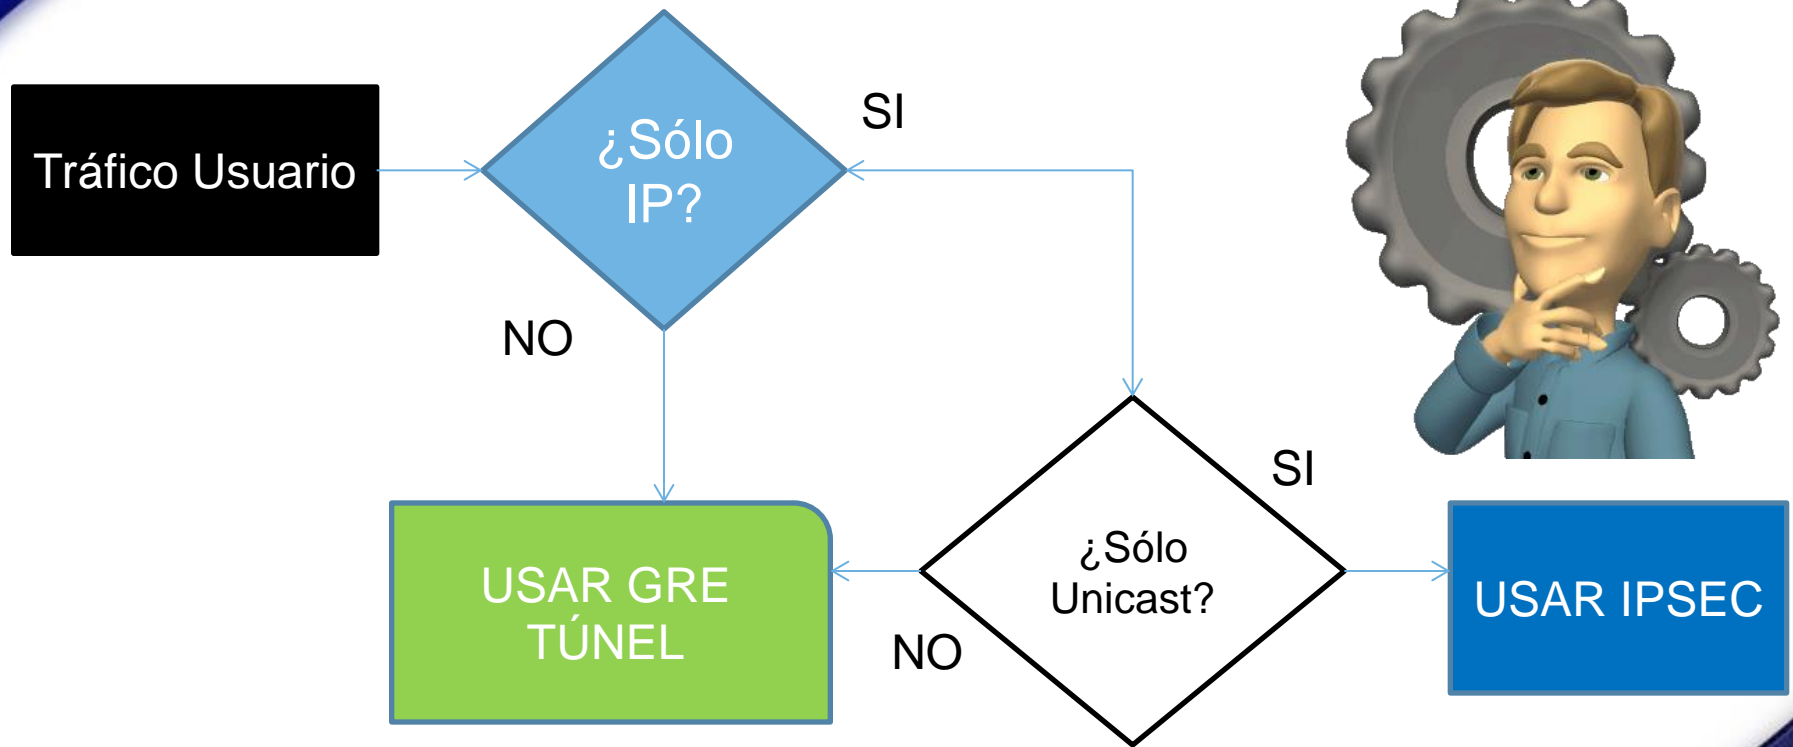 Tráfico Usuario
¿Sólo
IP?
SI
NO
¿Sólo
Unicast?
SI
NO
USAR GRE
TÚNEL
USAR IPSEC